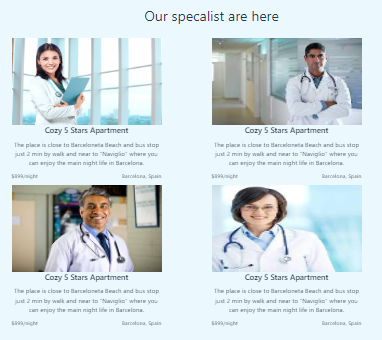 Our specalist are here
Cozy 5 Stars Apartment
The place is close to Barceloneta Beach and bus stop
just 2 min by walk and near to "Naviglio" where you
can enjoy the main night life in Barcelona.
$899/night Barcelona, Spain
Cozy 5 Stars Apartment
The place is close to Barceloneta Beach and bus stop
just 2 min by walk and near to "Naviglio" where you
can enjoy the main night life in Barcelona.
$899/night Barcelona, Spain
Cozy 5 Stars Apartment
The place is close to Barceloneta Beach and bus stop
just 2 min by walk and near to "Naviglio" where you
can enjoy the main night life in Barcelona.
$899/night Barcelona, Spain
Cozy 5 Stars Apartment
The place is close to Barceloneta Beach and bus stop
just 2 min by walk and near to "Naviglio" where you
can enjoy the main night life in Barcelona.
$899/night Barcelona, Spain